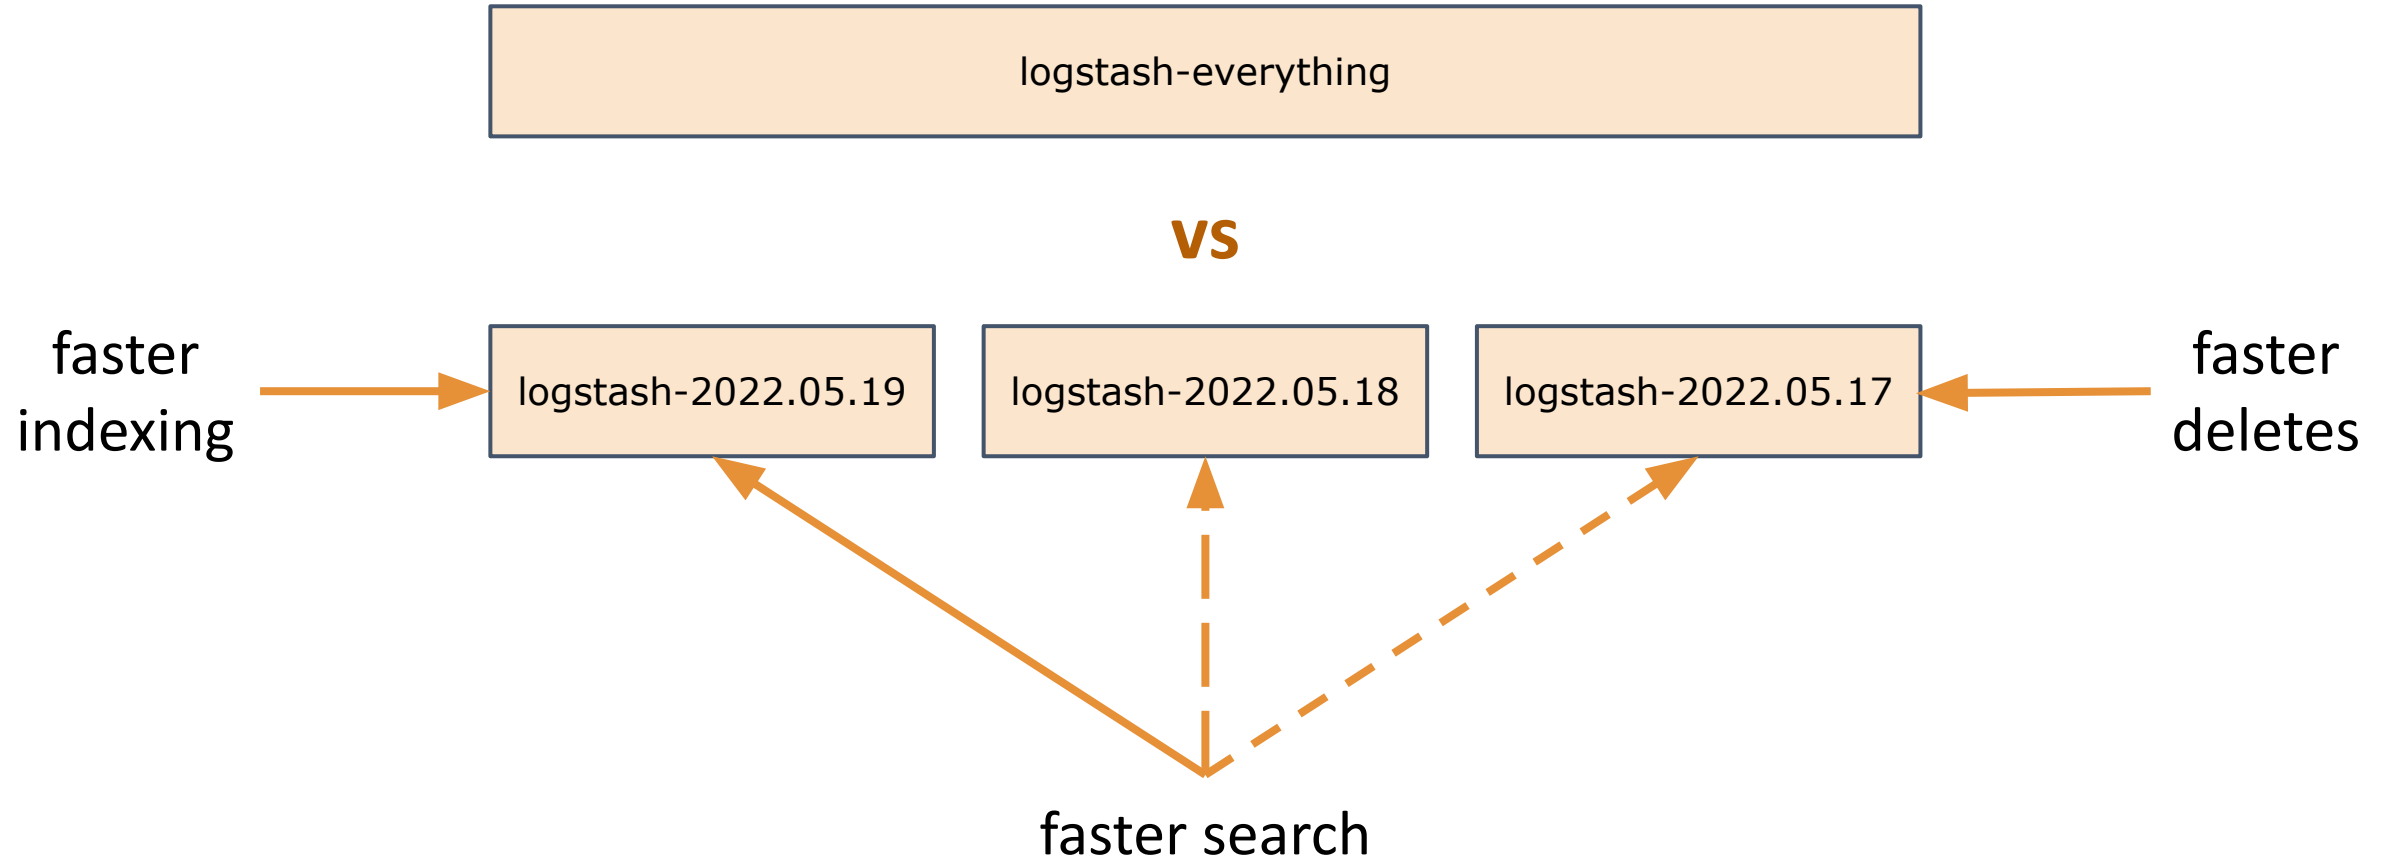 logstash-everything
vs
faster
indexing
logstash-2022.05.19
logstash-2022.05.18
logstash-2022.05.17
faster
deletes
faster search